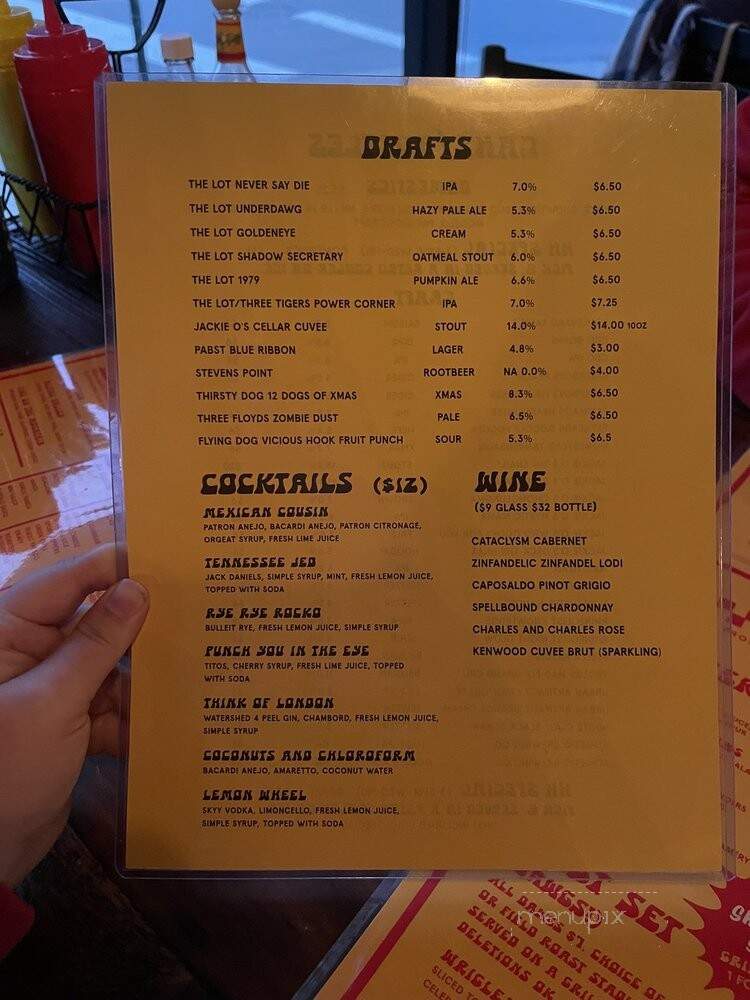 DRAFTS
THE LOT NEVER SAY DIE IPA 7.0% $6.50
THE LOT UNDERDAWG HAZY PALE ALE 5.3% $6.50
THE LOT GOLDENEYE CREAM 5.3% $6.50
THE LOT SHADOW SECRETARY OATMEAL STOUT 6.0% $6.50
THE LOT 1979 PUMPKIN ALE 6.6% $6.50
THE LOT/THREE TIGERS POWER CORNER IPA 7.0% $7.25
JACKIE O'S CELLAR CUVEE STOUT 14.0% $14.00 10OZ
PABST BLUE RIBBON LAGER 4.8% $3.00
STEVENS POINT ROOTBEER NA 0.0% $4.00
THIRSTY DOG 12 DOGS OF XMAS XMAS 8.3% $6.50
THREE FLOYDS ZOMBIE DUST PALE 6.5% $6.50
FLYING DOG VICIOUS HOOK FRUIT PUNCH SOUR 5.3% $6.5
COCKTAILS ($12)
MEXICAN COUSIN
PATRON ANEJO, BACARDI ANEJO, PATRON CITRONAGE,
ORGEAT SYRUP, FRESH LIME JUICE
TENNESSEE JED
JACK DANIELS, SIMPLE SYRUP, MINT, FRESH LEMON JUICE,
TOPPED WITH SODA
RYE RYE ROCKO
BULLEIT RYE, FRESH LEMON JUICE, SIMPLE SYRUP
PUNCH YOU IN THE EYE
TITOS, CHERRY SYRUP, FRESH LIME JUICE, TOPPED
WITH SODA
THINK OF LONDON
WATERSHED 4 PEEL GIN, CHAMBORD, FRESH LEMON JUICE,
SIMPLE SYRUP
COCONUTS AND CHLOROFORM
BACARDI ANEJO, AMARETTO, COCONUT WATER
LEMON WHEEL
SKYY VODKA, LIMONCELLO, FRESH LEMON JUICE,
SIMPLE SYRUP, TOPPED WITH SODA
WINE
($9 GLASS $32 BOTTLE)
CATACLYSM CABERNET
ZINFANDELIC ZINFANDEL LODI
CAPOSALDO PINOT GRIGIO
SPELLBOUND CHARDONNAY
CHARLES AND CHARLES ROSE
KENWOOD CUVEE BRUT (SPARKLING)
menupix
SET
ALL DAWGS $7. CHOICE OF
OR FIELD ROAST
SERVED ON A
DELETIONS OK
SLICED